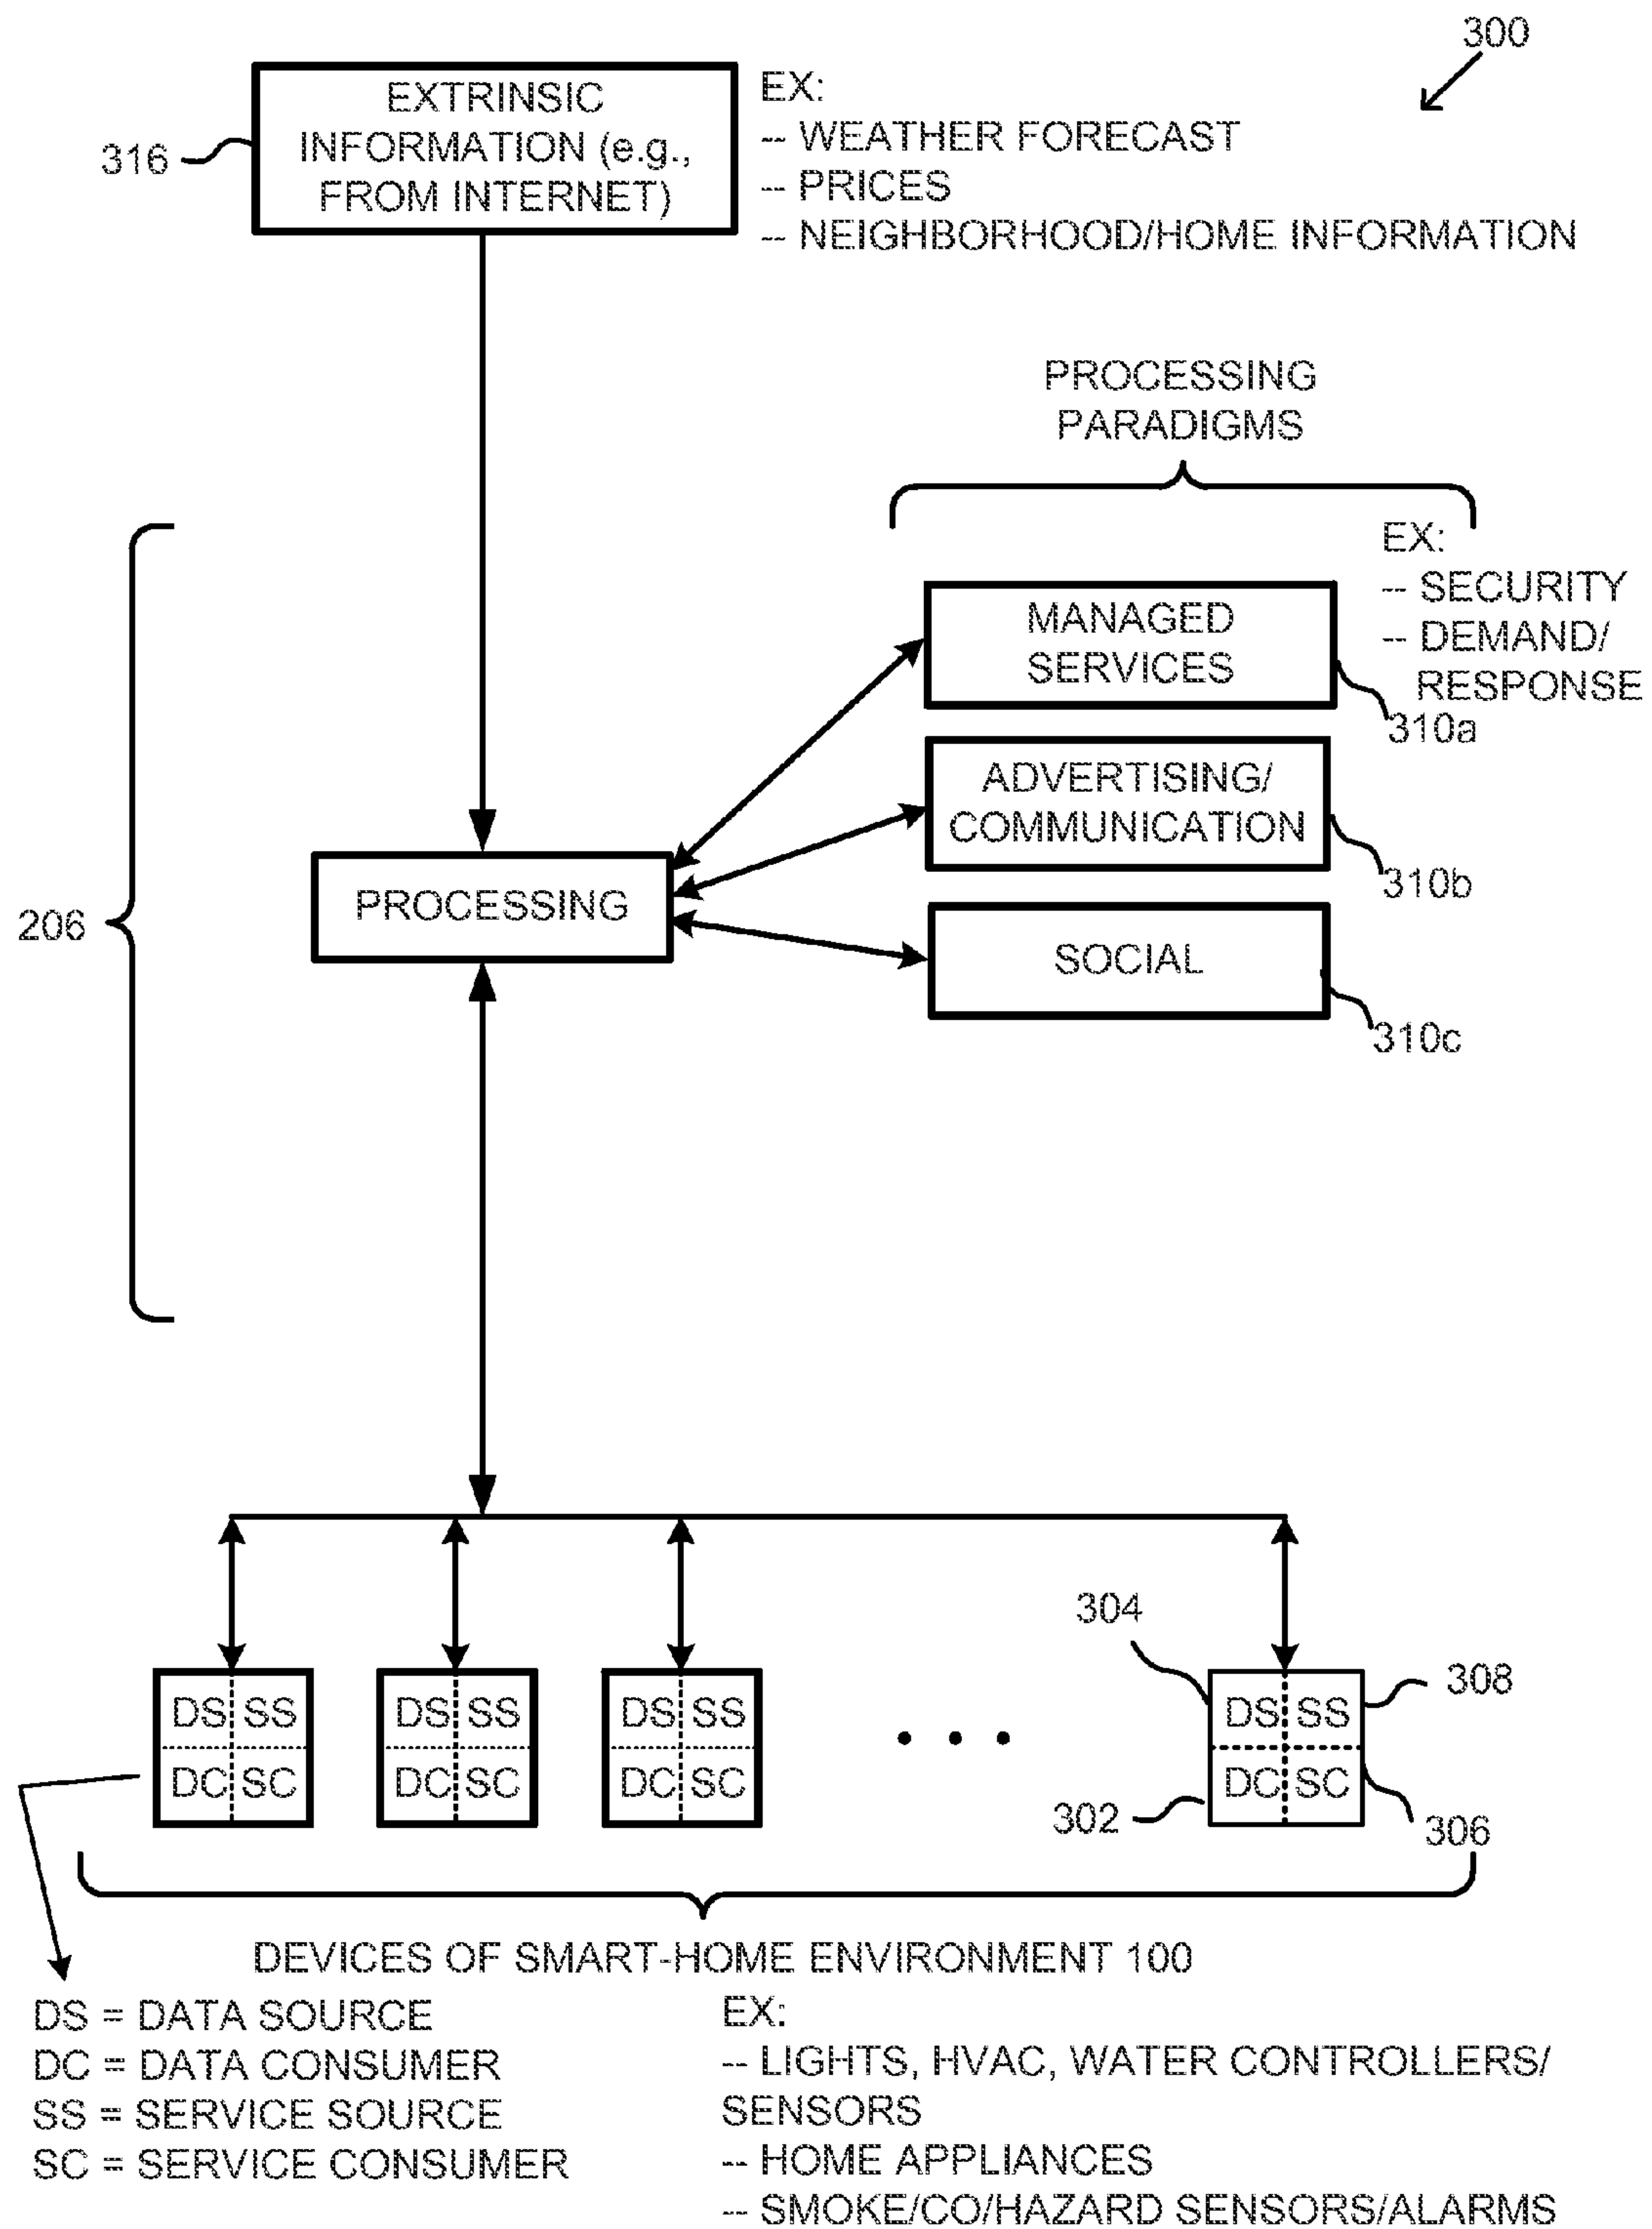 300
EXTRINSIC
INFORMATION (e.g.,
FROM INTERNET)
316
EX:
-- WEATHER FORECAST
-- PRICES
-- NEIGHBORHOOD/HOME INFORMATION
PROCESSING
PARADIGMS
EX:
-- SECURITY
-- DEMAND/
RESPONSE
MANAGED
SERVICES
310a
ADVERTISING/
COMMUNICATION
310b
PROCESSING
206
SOCIAL
310c
304
308
DS SS
DC SC
DS SS
DC SC
DS SS
DC SC
DS SS
DC SC
302
306
DEVICES OF SMART-HOME ENVIRONMENT 100
DS = DATA SOURCE
DC = DATA CONSUMER
SS = SERVICE SOURCE
SC = SERVICE CONSUMER
EX:
-- LIGHTS, HVAC, WATER CONTROLLERS/
SENSORS
-- HOME APPLIANCES
-- SMOKE/CO/HAZARD SENSORS/ALARMS